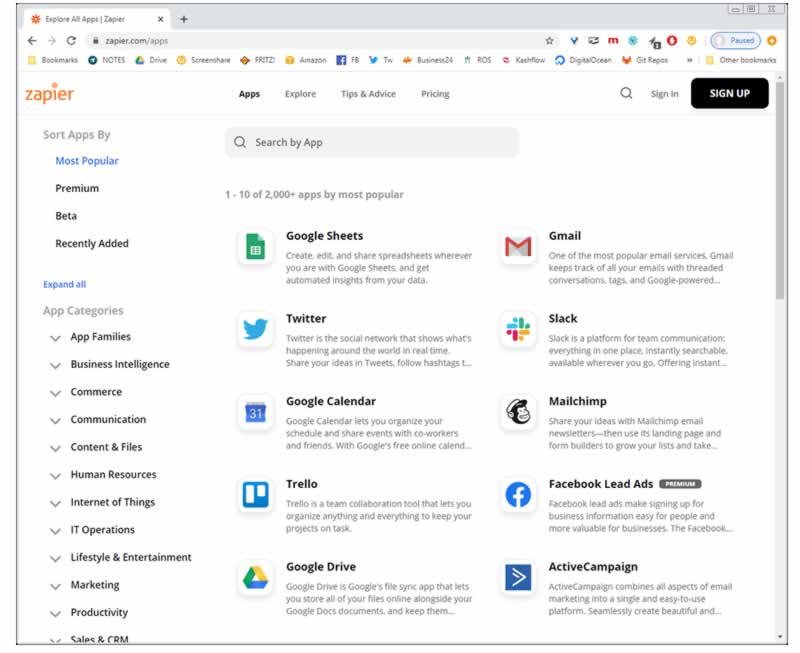 Explore All Apps | Zapier
zapier.com/apps
Paused
Bookmarks NOTES Drive Screenshare FRITZ! Amazon FB Tw Business24 ROS Kashflow DigitalOcean Git Repos » Other bookmarks
zapier
Apps Explore Tips & Advice Pricing Sign In SIGN UP
Sort Apps By
Most Popular
Premium
Beta
Recently Added
Expand all
App Categories
App Families
Business Intelligence
Commerce
Communication
Content & Files
Human Resources
Internet of Things
IT Operations
Lifestyle & Entertainment
Marketing
Productivity
Sales & CRM
Search by App
1 - 10 of 2,000+ apps by most popular
Google Sheets
Create, edit, and share spreadsheets wherever
you are with Google Sheets, and get
automated insights from your data.
Gmail
One of the most popular email services, Gmail
keeps track of all your emails with threaded
conversations, tags, and Google-powered...
Twitter
Twitter is the social network that shows what's
happening around the world in real time.
Share your ideas in Tweets, follow hashtags t...
Slack
Slack is a platform for team communication:
everything in one place, instantly searchable,
available wherever you go, Offering instant...
31
Google Calendar
Google Calendar lets you organize your
schedule and share events with co-workers
and friends. With Google's free online calend...
Mailchimp
Share your ideas with Mailchimp email
newsletters—then use its landing page and
form builders to grow your lists and take...
Trello
Trello is a team collaboration tool that lets you
organize anything and everything to keep your
projects on task.
Facebook Lead Ads PREMIUM
Facebook lead ads make signing up for
business information easy for people and
more valuable for businesses. The Facebook...
Google Drive
Google Drive is Google's file sync app that lets
you store all of your files online alongside your
Google Docs documents, and keep them...
ActiveCampaign
ActiveCampaign combines all aspects of email
marketing into a single and easy-to-use
platform. Seamlessly create beautiful and...